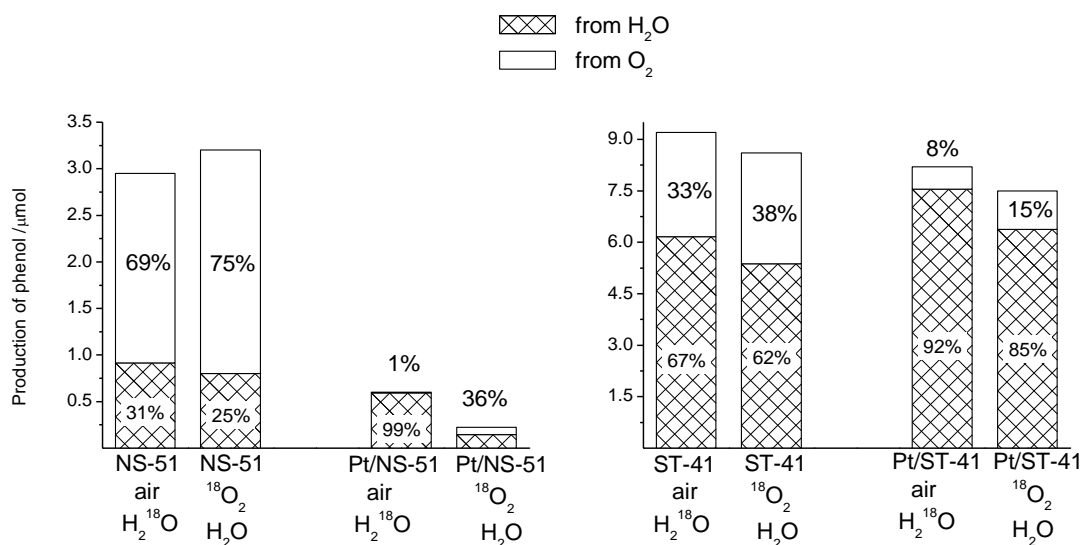 from H₂O
from O₂
Production of phenol /μmol
3.5
3.0
2.5
2.0
1.5
1.0
0.5
69%
75%
31%
25%
1%
99%
36%
NS-51
air
H₂¹⁸O
NS-51
¹⁸O₂
H₂O
Pt/NS-51
air
H₂¹⁸O
Pt/NS-51
¹⁸O₂
H₂O
9.0
7.5
6.0
4.5
3.0
1.5
33%
38%
67%
62%
8%
15%
92%
85%
ST-41
air
H₂¹⁸O
ST-41
¹⁸O₂
H₂O
Pt/ST-41
air
H₂¹⁸O
Pt/ST-41
¹⁸O₂
H₂O